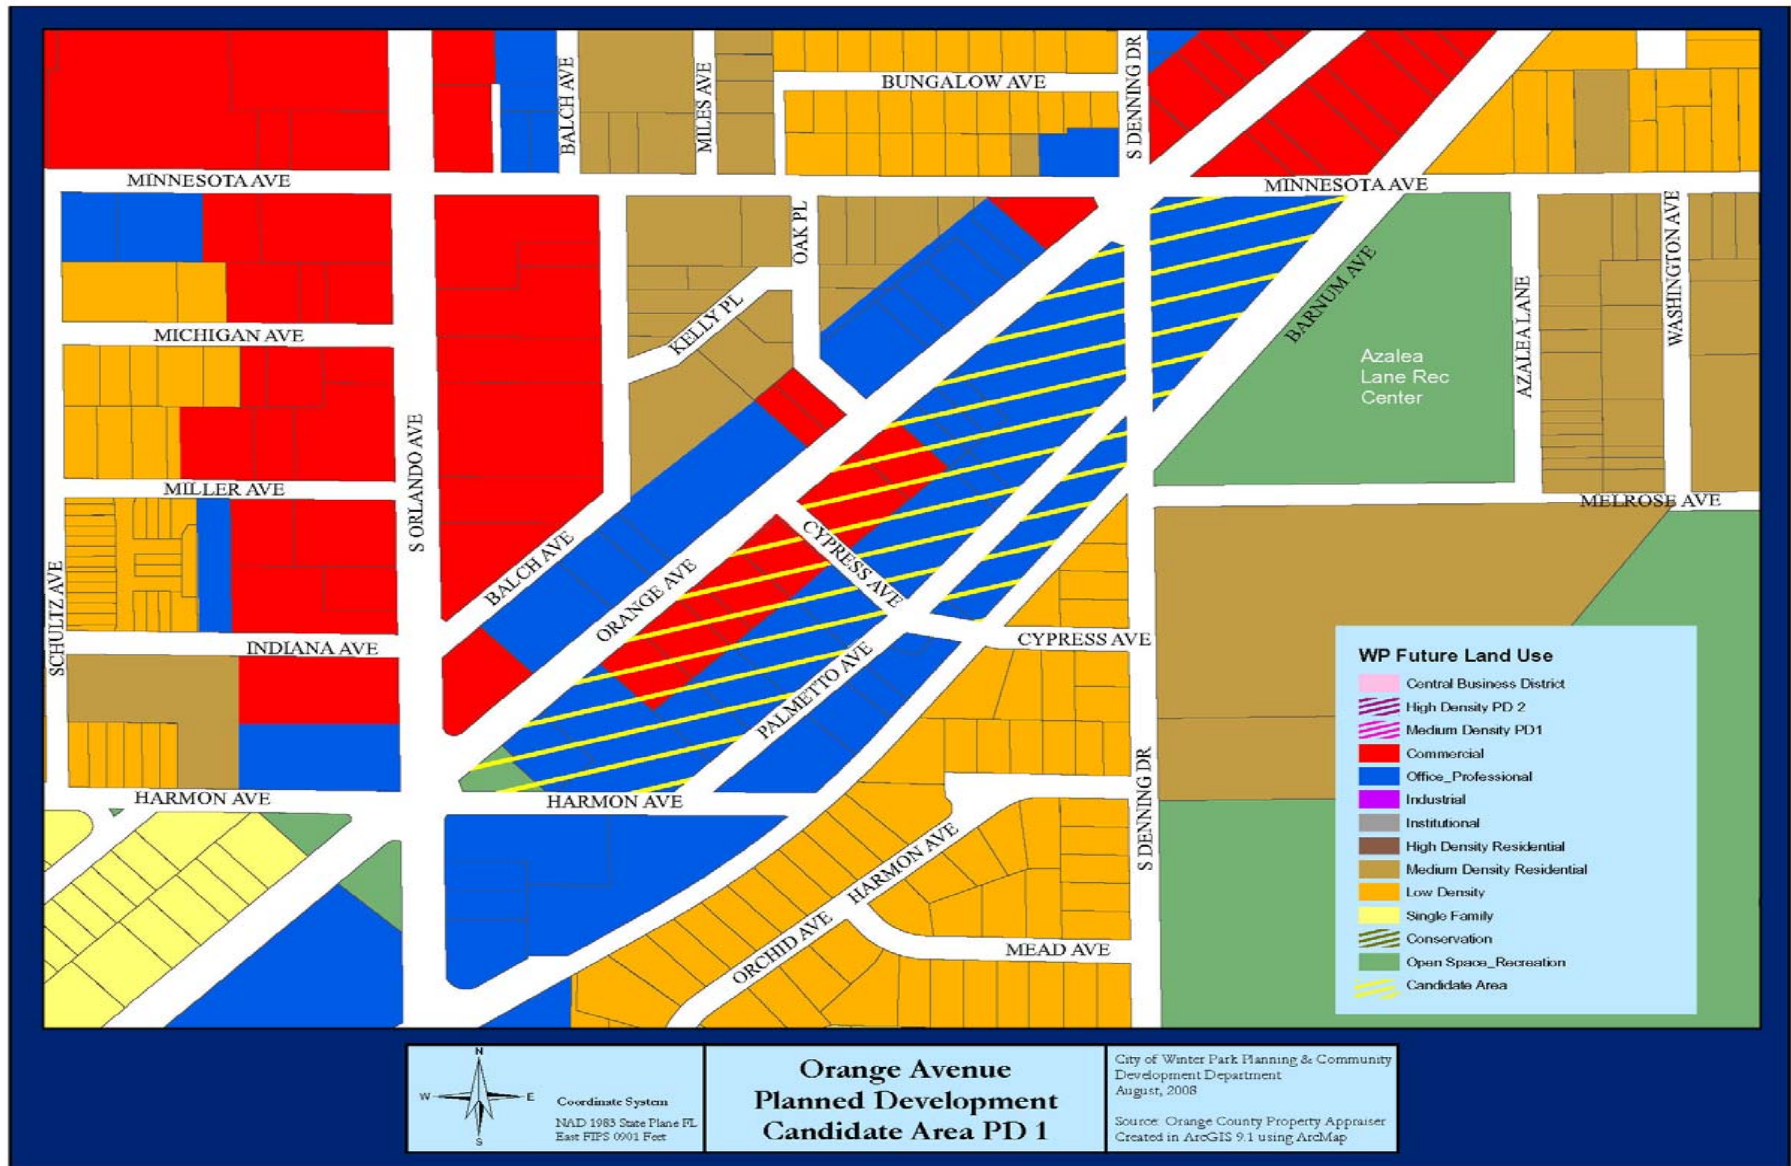 BUNGALOW AVE
BALCH AVE
MILES AVE
S DENNING DR
MINNESOTA AVE
MINNESOTA AVE
OAK PL
KELLY PL
BARNUM AVE
AZALEA LANE
WASHINGTON AVE
MICHIGAN AVE
Azalea
Lane Rec
Center
S ORLANDO AVE
MILLER AVE
MELROSE AVE
SCHULTZ AVE
BALCH AVE
ORANGE AVE
CYPRESS AVE
CYPRESS AVE
INDIANA AVE
PALMETTO AVE
S DENNING DR
HARMON AVE
HARMON AVE
HARMON AVE
ORCHID AVE
MEAD AVE
WP Future Land Use
Central Business District
High Density PD 2
Medium Density PD1
Commercial
Office_Professional
Industrial
Institutional
High Density Residential
Medium Density Residential
Low Density
Single Family
Conservation
Open Space_Recreation
Candidate Area
N
W
E
S
Coordinate System
NAD 1983 State Plane FL
East FIPS 0901 Feet
Orange Avenue
Planned Development
Candidate Area PD 1
City of Winter Park Planning & Community
Development Department
August, 2008
Source: Orange County Property Appraiser
Created in ArcGIS 9.1 using ArcMap